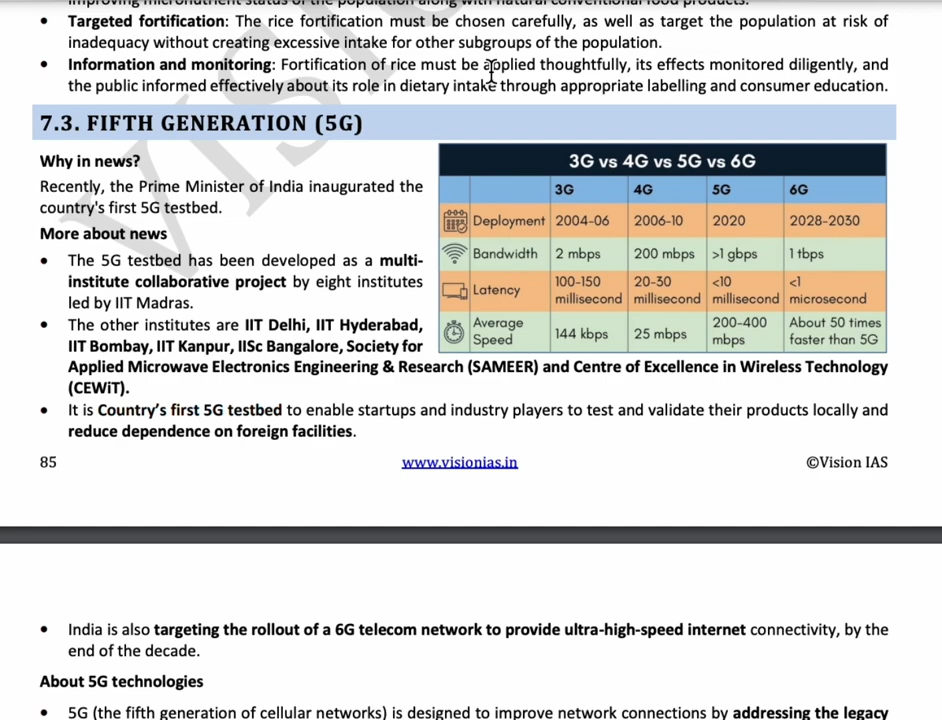 improving micronutrient status of the population along with natural conventional food products.
• Targeted fortification: The rice fortification must be chosen carefully, as well as target the population at risk of
inadequacy without creating excessive intake for other subgroups of the population.
• Information and monitoring: Fortification of rice must be applied thoughtfully, its effects monitored diligently, and
the public informed effectively about its role in dietary intake through appropriate labelling and consumer education.
7.3. FIFTH GENERATION (5G)
Why in news?
Recently, the Prime Minister of India inaugurated the
country's first 5G testbed.
More about news
• The 5G testbed has been developed as a multi-
institute collaborative project by eight institutes
led by IIT Madras.
• The other institutes are IIT Delhi, IIT Hyderabad,
IIT Bombay, IIT Kanpur, IISc Bangalore, Society for
Applied Microwave Electronics Engineering & Research (SAMEER) and Centre of Excellence in Wireless Technology
(CEWiT).
• It is Country's first 5G testbed to enable startups and industry players to test and validate their products locally and
reduce dependence on foreign facilities.
3G vs 4G vs 5G vs 6G
3G 4G 5G 6G
Deployment 2004-06 2006-10 2020 2028-2030
Bandwidth 2 mbps 200 mbps >1 gbps 1 tbps
Latency 100-150 millisecond 20-30 millisecond <10 millisecond <1 microsecond
Average Speed 144 kbps 25 mbps 200-400 mbps About 50 times faster than 5G
85 www.visionias.in ©Vision IAS
• India is also targeting the rollout of a 6G telecom network to provide ultra-high-speed internet connectivity, by the
end of the decade.
About 5G technologies
• 5G (the fifth generation of cellular networks) is designed to improve network connections by addressing the legacy